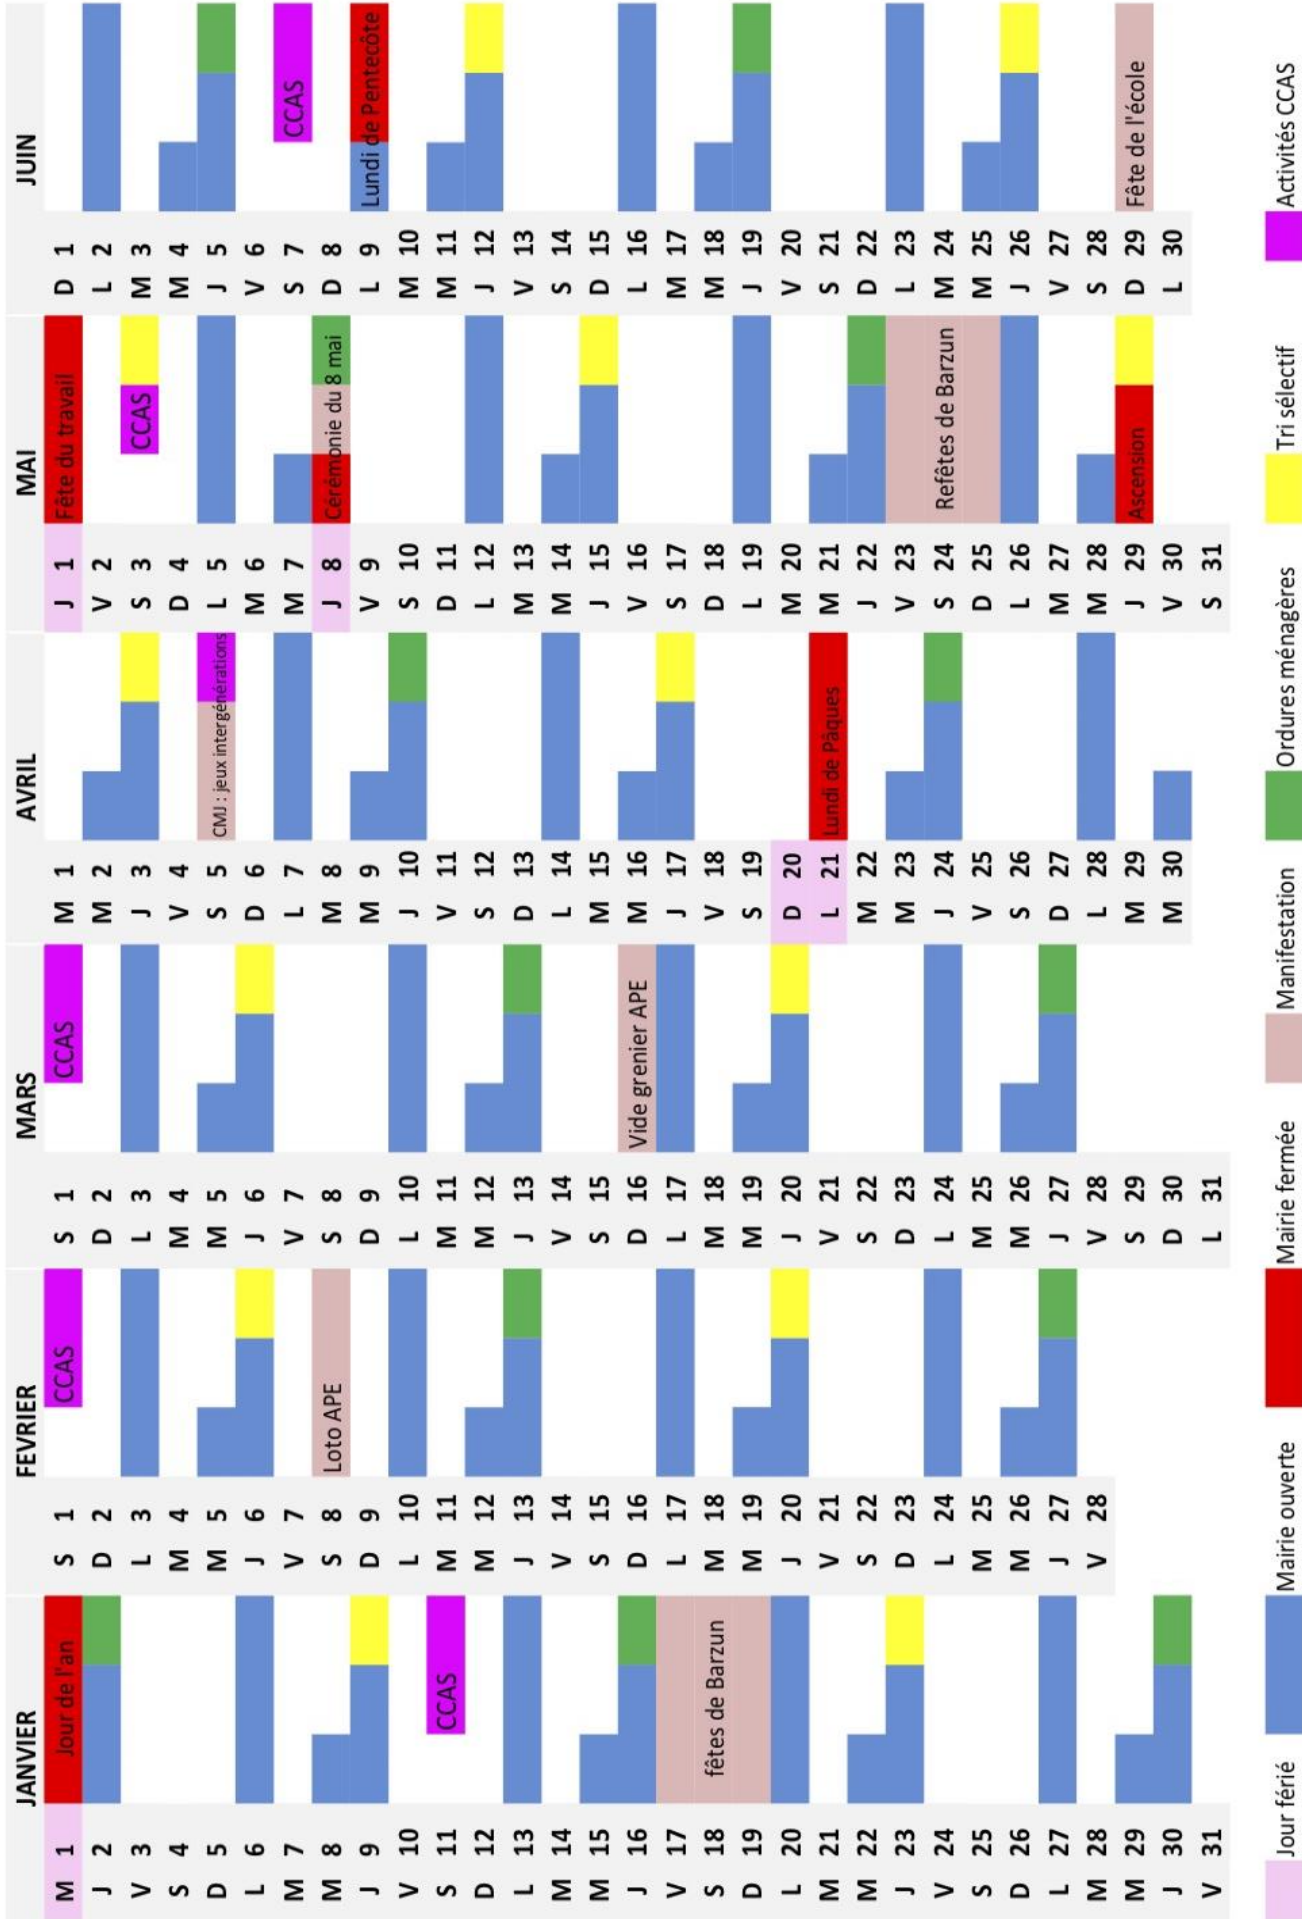 JANVIER
M 1 Jour de l'an
J 2
V 3
S 4
D 5
L 6
M 7
M 8
J 9
V 10
S 11 CCAS
D 12
L 13
M 14
M 15
J 16
V 17
S 18 fêtes de Barzun
D 19
L 20
M 21
M 22
J 23
V 24
S 25
D 26
L 27
M 28
M 29
J 30
V 31
FEVRIER
S 1 CCAS
D 2
L 3
M 4
M 5
J 6
V 7
S 8 Loto APE
D 9
L 10
M 11
M 12
J 13
V 14
S 15
D 16
L 17
M 18
M 19
J 20
V 21
S 22
D 23
L 24
M 25
M 26
J 27
V 28
MARS
S 1 CCAS
D 2
L 3
M 4
M 5
J 6
V 7
S 8
D 9
L 10
M 11
M 12
J 13
V 14
S 15
D 16 Vide grenier APE
L 17
M 18
M 19
J 20
V 21
S 22
D 23
L 24
M 25
M 26
J 27
V 28
S 29
D 30
L 31
AVRIL
M 1
M 2
J 3
V 4
S 5 CMJ : jeux intergénérations
D 6
L 7
M 8
M 9
J 10
V 11
S 12
D 13
L 14
M 15
M 16
J 17
V 18
S 19
D 20
L 21 Lundi de Pâques
M 22
M 23
J 24
V 25
S 26
D 27
L 28
M 29
M 30
MAI
J 1 Fête du travail
V 2
S 3 CCAS
D 4
L 5
M 6
M 7
J 8 Cérémonie du 8 mai
V 9
S 10
D 11
L 12
M 13
M 14
J 15
V 16
S 17
D 18
L 19
M 20
M 21
J 22
V 23
S 24 Refêtes de Barzun
D 25
L 26
M 27
M 28
J 29 Ascension
V 30
S 31
JUIN
D 1
L 2
M 3
M 4
J 5
V 6
S 7 CCAS
D 8
L 9 Lundi de Pentecôte
M 10
M 11
J 12
V 13
S 14
D 15
L 16
M 17
M 18
J 19
V 20
S 21
D 22
L 23
M 24
M 25
J 26
V 27
S 28
D 29 Fête de l'école
L 30
Jour férié
Mairie ouverte
Mairie fermée
Manifestation
Ordures ménagères
Tri sélectif
Activités CCAS